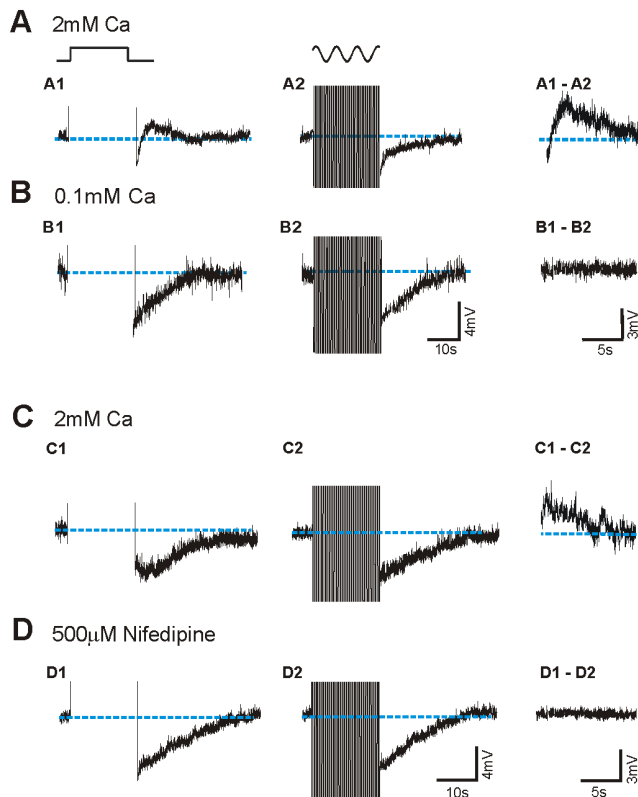 A 2mM Ca
A1 A2 A1 - A2
B 0.1mM Ca
B1 B2 B1 - B2
4mV
10s
3mV
5s
C 2mM Ca
C1 C2 C1 - C2
D 500µM Nifedipine
D1 D2 D1 - D2
4mV
10s
3mV
5s